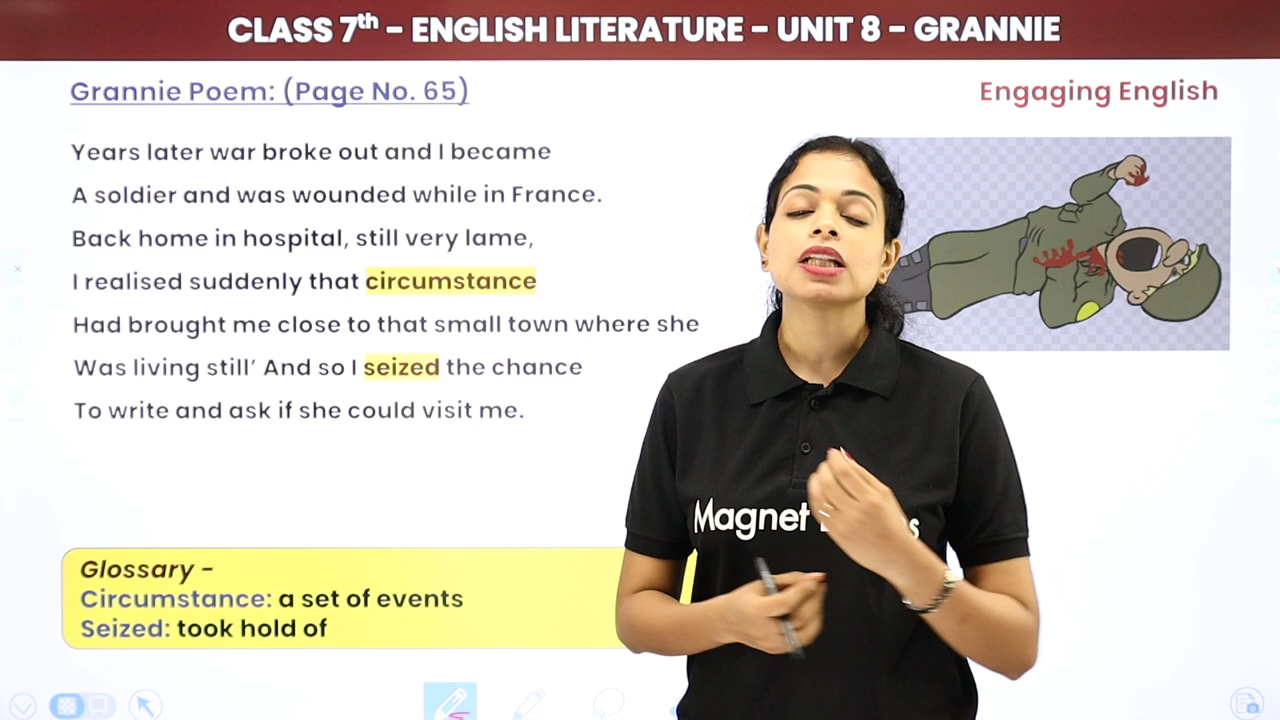 CLASS 7th - ENGLISH LITERATURE - UNIT 8 - GRANNIE
Grannie Poem: (Page No. 65)
Engaging English
Years later war broke out and I became
A soldier and was wounded while in France.
Back home in hospital, still very lame,
I realised suddenly that circumstance
Had brought me close to that small town where she
Was living still' And so I seized the chance
To write and ask if she could visit me.
Magnet
Glossary -
Circumstance: a set of events
Seized: took hold of